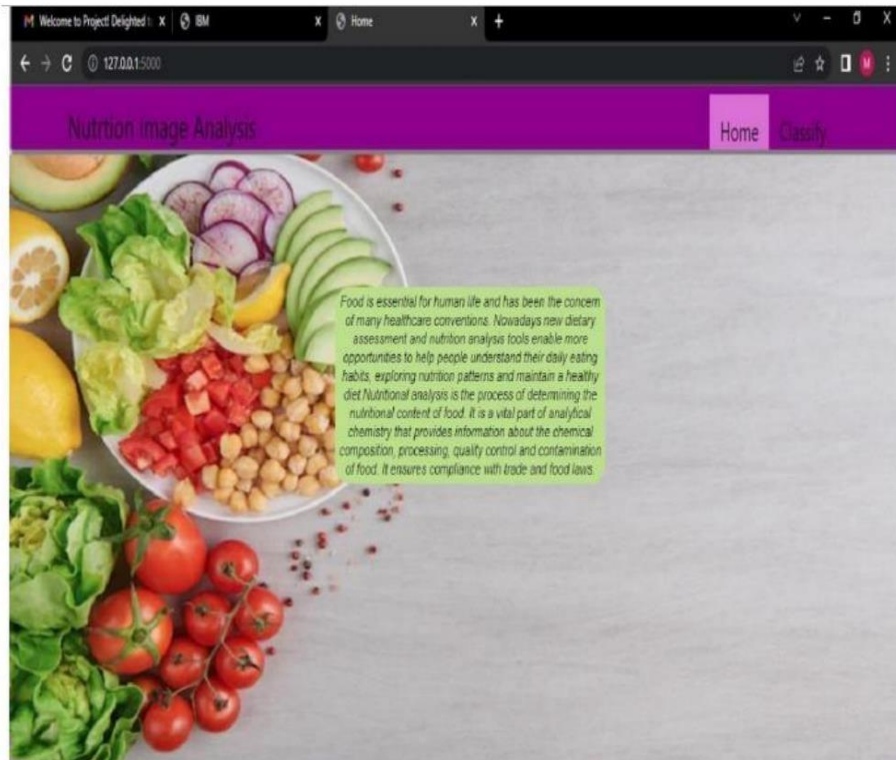 Welcome to Project! Delighted t
IBM
Home
127.0.0.1:5000
M
Nutrtion image Analysis
Home
Classify
Food is essential for human life and has been the concern
of many healthcare conventions. Nowadays new dietary
assessment and nutrition analysis tools enable more
opportunities to help people understand their daily eating
habits, exploring nutrition patterns and maintain a healthy
diet.Nutritional analysis is the process of determining the
nutritional content of food. It is a vital part of analytical
chemistry that provides information about the chemical
composition, processing, quality control and contamination
of food. It ensures compliance with trade and food laws.